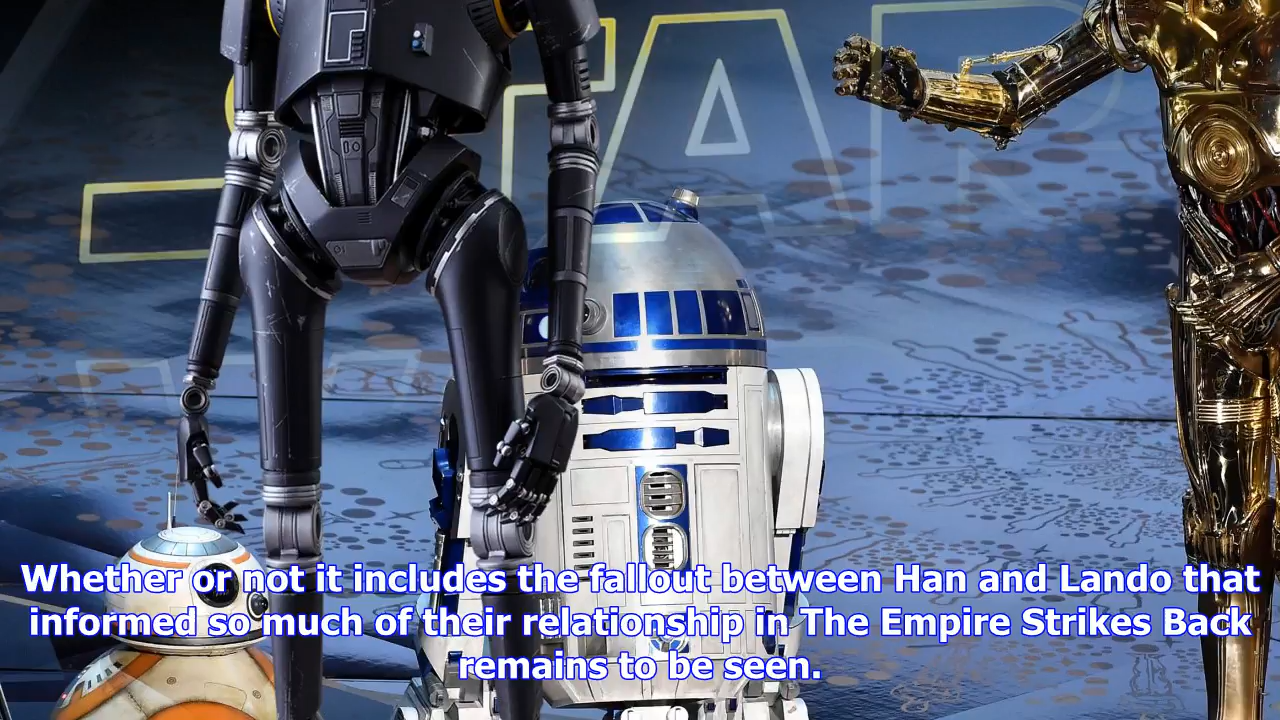 STAR
Whether or not it includes the fallout between Han and Lando that
informed so much of their relationship in The Empire Strikes Back
remains to be seen.